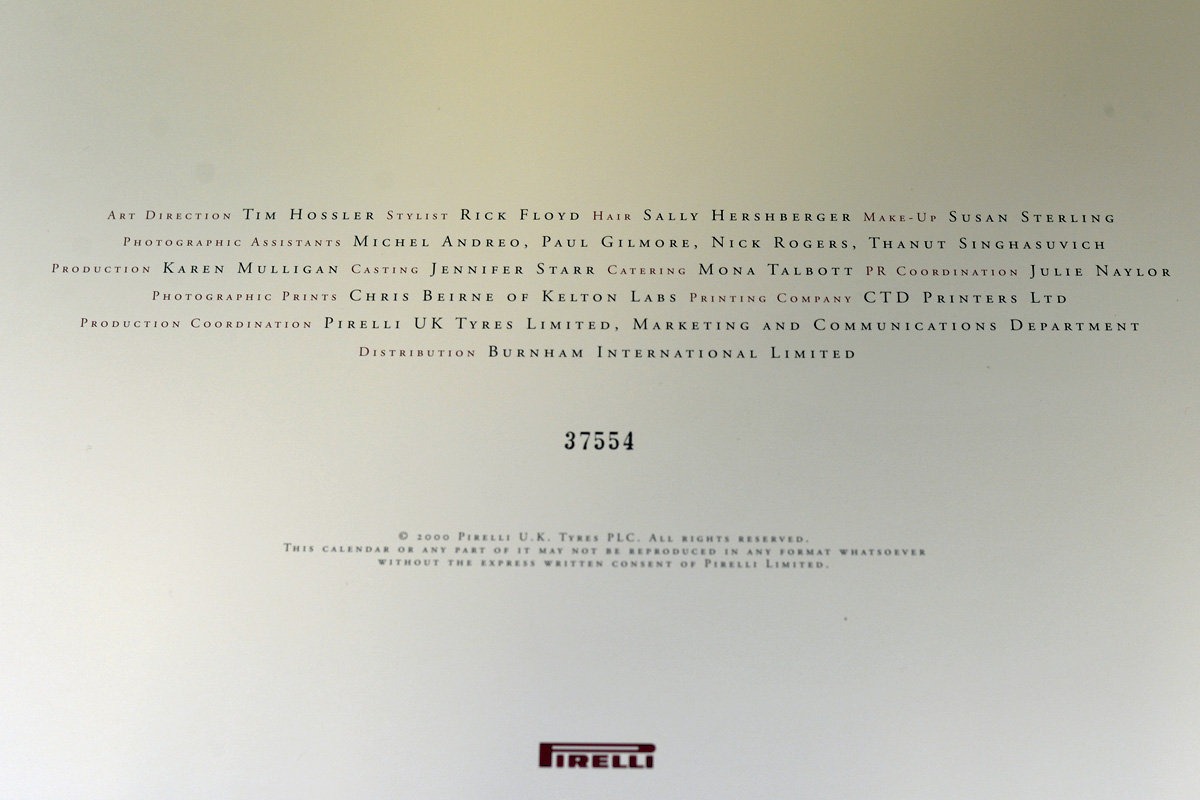 Art Direction Tim Hossler Stylist Rick Floyd Hair Sally Hershberger Make-Up Susan Sterling
Photographic Assistants Michel Andreo, Paul Gilmore, Nick Rogers, Thanut Singhasuvich
Production Karen Mulligan Casting Jennifer Starr Catering Mona Talbott PR Coordination Julie Naylor
Photographic Prints Chris Beirne of Kelton Labs Printing Company CTD Printers Ltd
Production Coordination Pirelli UK Tyres Limited, Marketing and Communications Department
Distribution Burnham International Limited
37554
© 2000 Pirelli U.K. Tyres PLC. All rights reserved.
This calendar or any part of it may not be reproduced in any format whatsoever
without the express written consent of Pirelli Limited.
PIRELLI